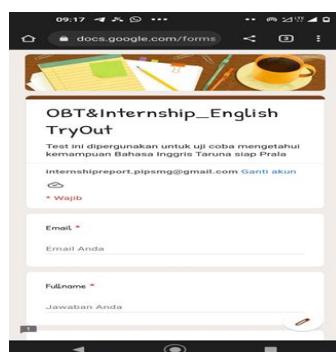 09:17
docs.google.com/forms
3
OBT&Internship_English
TryOut
Test ini dipergunakan untuk uji coba mengetahui
kemampuan Bahasa Inggris Taruna siap Prala
internshipreport.pipsmg@gmail.com Ganti akun
* Wajib
Email *
Email Anda
Fullname *
Jawaban Anda